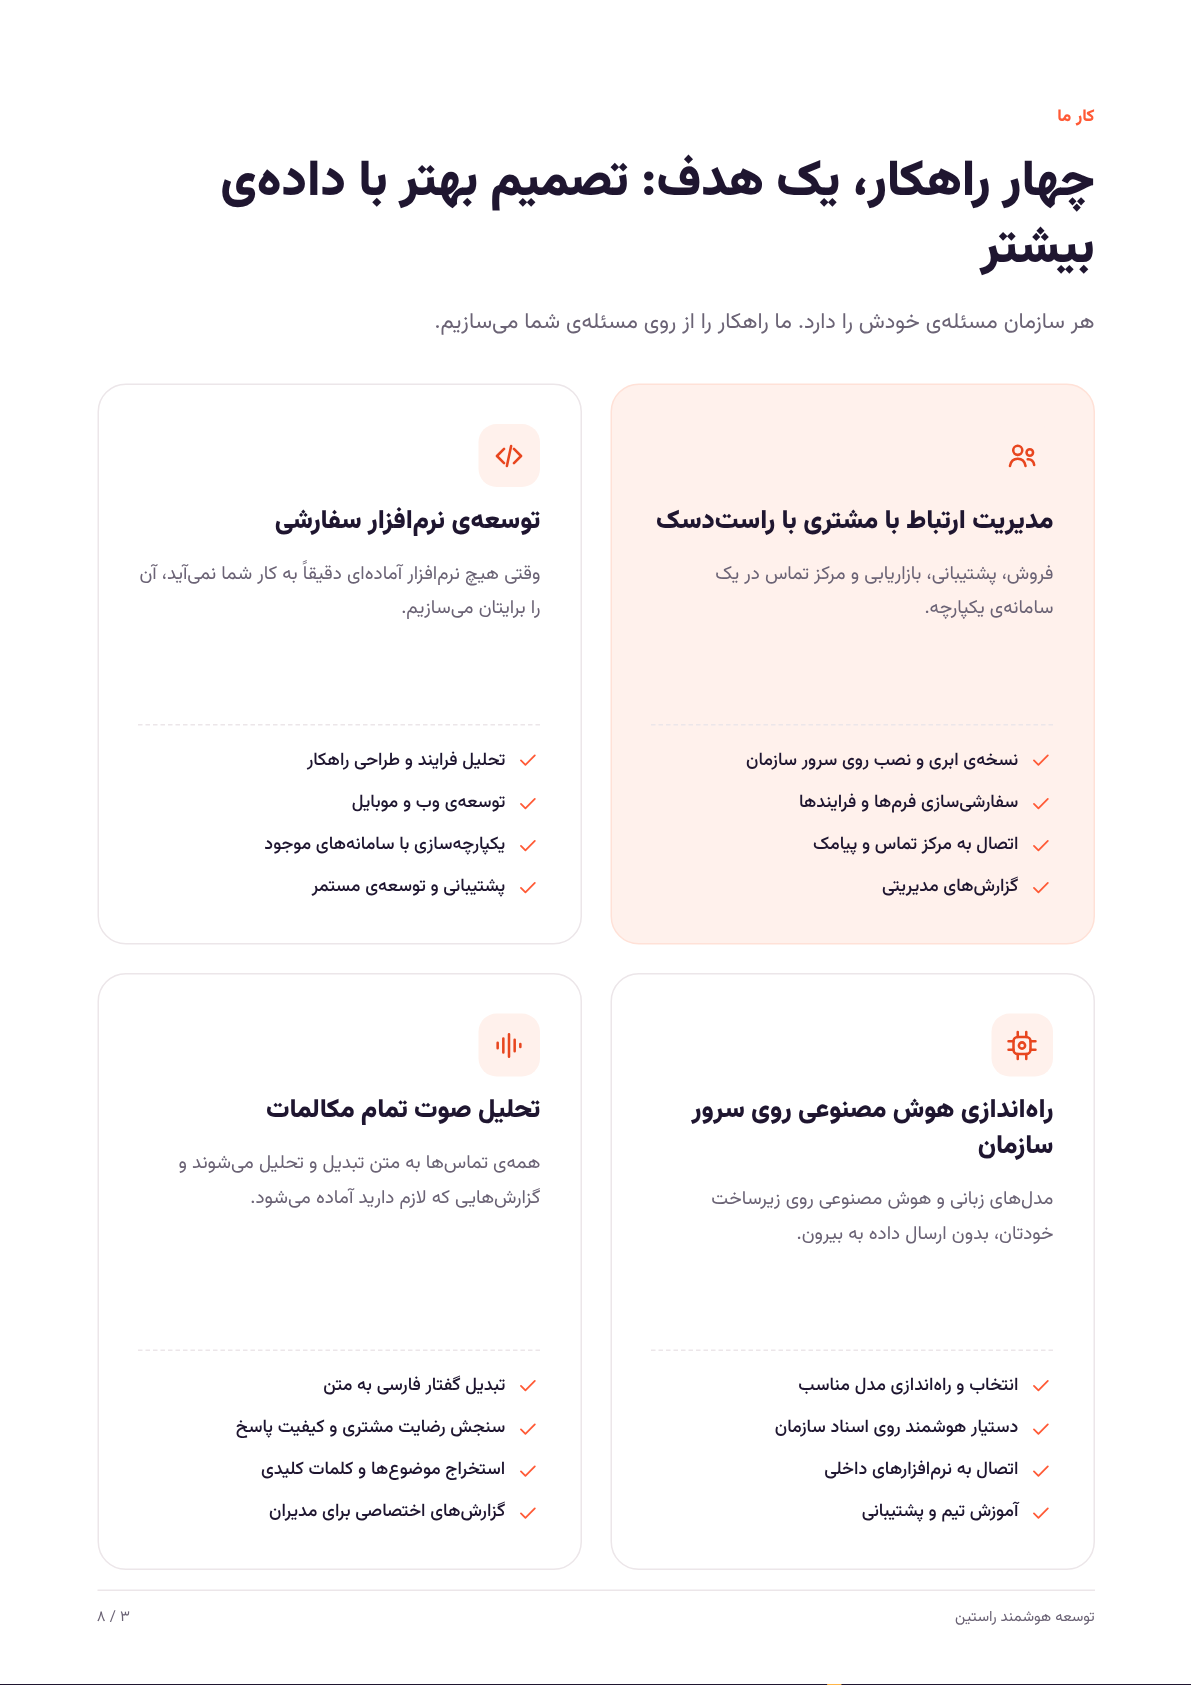 کار ما
چهار راهکار، یک هدف: تصمیم بهتر با داده‌ی
بیشتر
هر سازمان مسئله‌ی خودش را دارد. ما راهکار را از روی مسئله‌ی شما می‌سازیم.
مدیریت ارتباط با مشتری با راست‌دسک
فروش، پشتیبانی، بازاریابی و مرکز تماس در یک
سامانه‌ی یکپارچه.
نسخه‌ی ابری و نصب روی سرور سازمان
سفارشی‌سازی فرم‌ها و فرایندها
اتصال به مرکز تماس و پیامک
گزارش‌های مدیریتی
توسعه‌ی نرم‌افزار سفارشی
وقتی هیچ نرم‌افزار آماده‌ای دقیقاً به کار شما نمی‌آید، آن
را برایتان می‌سازیم.
تحلیل فرایند و طراحی راهکار
توسعه‌ی وب و موبایل
یکپارچه‌سازی با سامانه‌های موجود
پشتیبانی و توسعه‌ی مستمر
راه‌اندازی هوش مصنوعی روی سرور
سازمان
مدل‌های زبانی و هوش مصنوعی روی زیرساخت
خودتان، بدون ارسال داده به بیرون.
انتخاب و راه‌اندازی مدل مناسب
دستیار هوشمند روی اسناد سازمان
اتصال به نرم‌افزارهای داخلی
آموزش تیم و پشتیبانی
تحلیل صوت تمام مکالمات
همه‌ی تماس‌ها به متن تبدیل و تحلیل می‌شوند و
گزارش‌هایی که لازم دارید آماده می‌شود.
تبدیل گفتار فارسی به متن
سنجش رضایت مشتری و کیفیت پاسخ
استخراج موضوع‌ها و کلمات کلیدی
گزارش‌های اختصاصی برای مدیران
توسعه هوشمند راستین
۳ / ۸